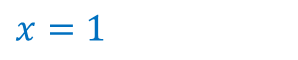 x = 1